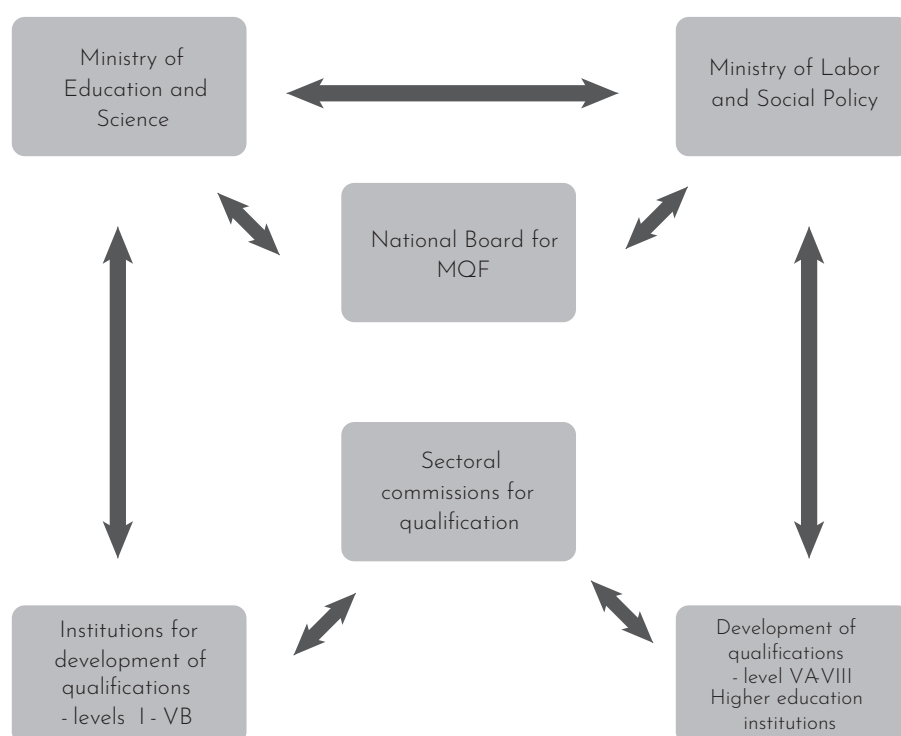 Ministry of
Education and
Science
Ministry of Labor
and Social Policy
National Board for
MQF
Sectoral
commissions for
qualification
Institutions for
development of
qualifications
- levels I - VB
Development of
qualifications
- level VA-VIII
Higher education
institutions